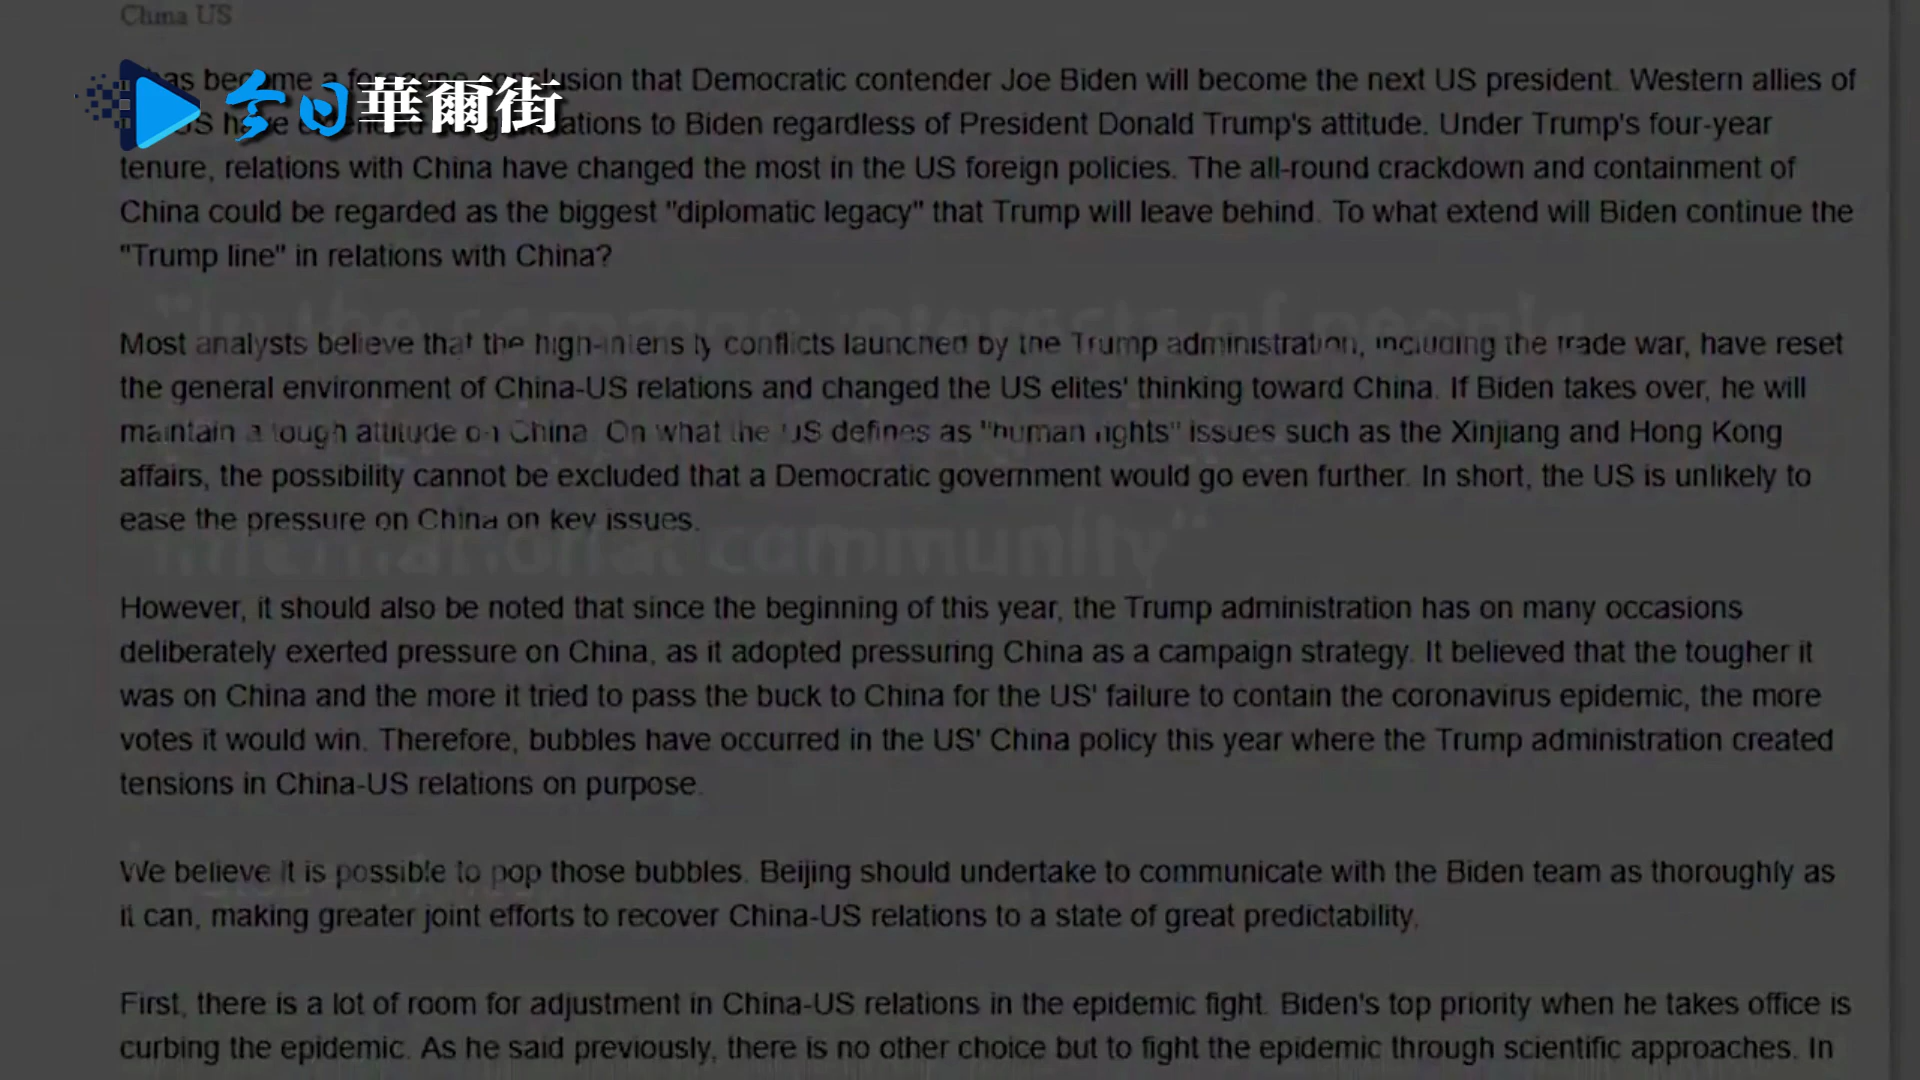 China US
今日華爾街
has become a foregone conclusion that Democratic contender Joe Biden will become the next US president. Western allies of
US have extended congratulations to Biden regardless of President Donald Trump's attitude. Under Trump's four-year
tenure, relations with China have changed the most in the US foreign policies. The all-round crackdown and containment of
China could be regarded as the biggest "diplomatic legacy" that Trump will leave behind. To what extend will Biden continue the
"Trump line" in relations with China?
"In the common interests of people
Most analysts believe that the high-intensity conflicts launched by the Trump administration, including the trade war, have reset
the general environment of China-US relations and changed the US elites' thinking toward China. If Biden takes over, he will
maintain a tough attitude on China. On what the US defines as "human rights" issues such as the Xinjiang and Hong Kong
affairs, the possibility cannot be excluded that a Democratic government would go even further. In short, the US is unlikely to
ease the pressure on China on key issues.
international community"
However, it should also be noted that since the beginning of this year, the Trump administration has on many occasions
deliberately exerted pressure on China, as it adopted pressuring China as a campaign strategy. It believed that the tougher it
was on China and the more it tried to pass the buck to China for the US' failure to contain the coronavirus epidemic, the more
votes it would win. Therefore, bubbles have occurred in the US' China policy this year where the Trump administration created
tensions in China-US relations on purpose.
We believe it is possible to pop those bubbles. Beijing should undertake to communicate with the Biden team as thoroughly as
it can, making greater joint efforts to recover China-US relations to a state of great predictability.
First, there is a lot of room for adjustment in China-US relations in the epidemic fight. Biden's top priority when he takes office is
curbing the epidemic. As he said previously, there is no other choice but to fight the epidemic through scientific approaches. In